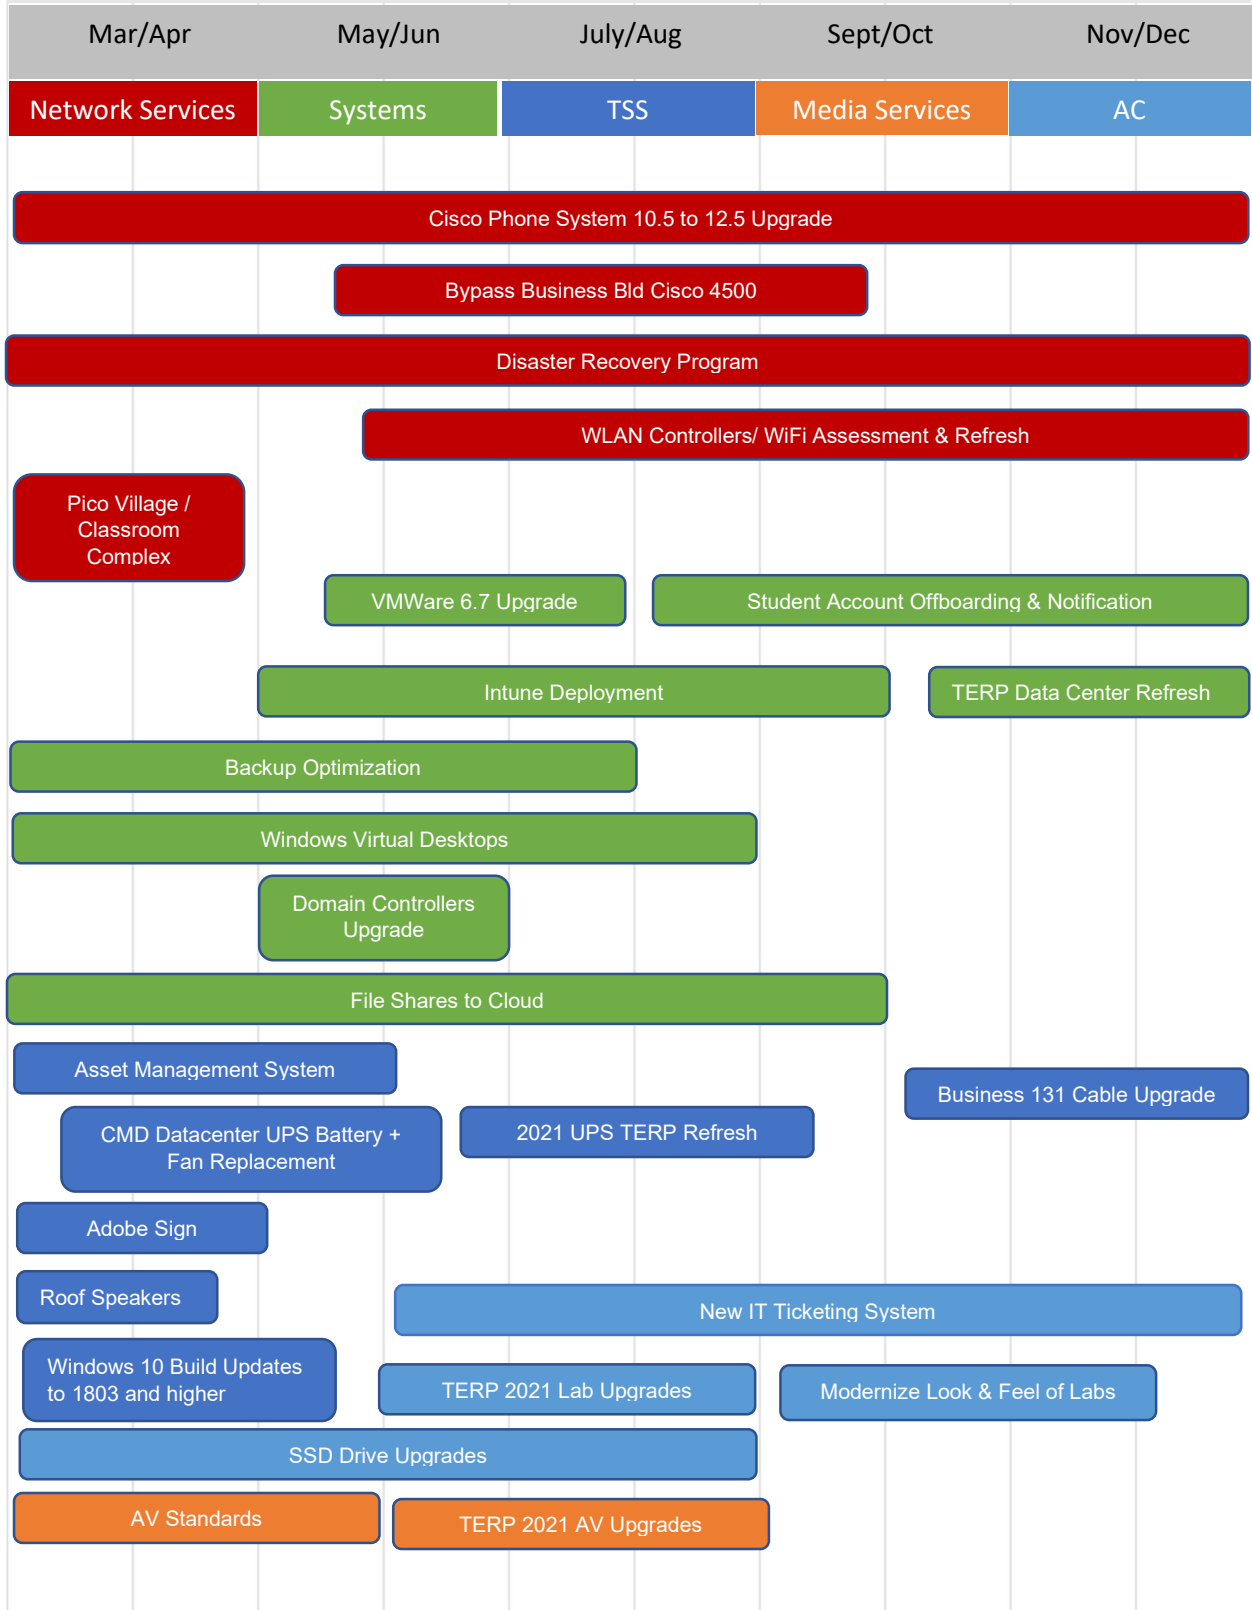 Mar/Apr May/Jun July/Aug Sept/Oct Nov/Dec
Network Services Systems TSS Media Services AC
Cisco Phone System 10.5 to 12.5 Upgrade
Bypass Business Bld Cisco 4500
Disaster Recovery Program
WLAN Controllers/ WiFi Assessment & Refresh
Pico Village /
Classroom
Complex
VMWare 6.7 Upgrade
Student Account Offboarding & Notification
Intune Deployment
TERP Data Center Refresh
Backup Optimization
Windows Virtual Desktops
Domain Controllers
Upgrade
File Shares to Cloud
Asset Management System
Business 131 Cable Upgrade
CMD Datacenter UPS Battery +
Fan Replacement
2021 UPS TERP Refresh
Adobe Sign
Roof Speakers
New IT Ticketing System
Windows 10 Build Updates
to 1803 and higher
TERP 2021 Lab Upgrades
Modernize Look & Feel of Labs
SSD Drive Upgrades
AV Standards
TERP 2021 AV Upgrades